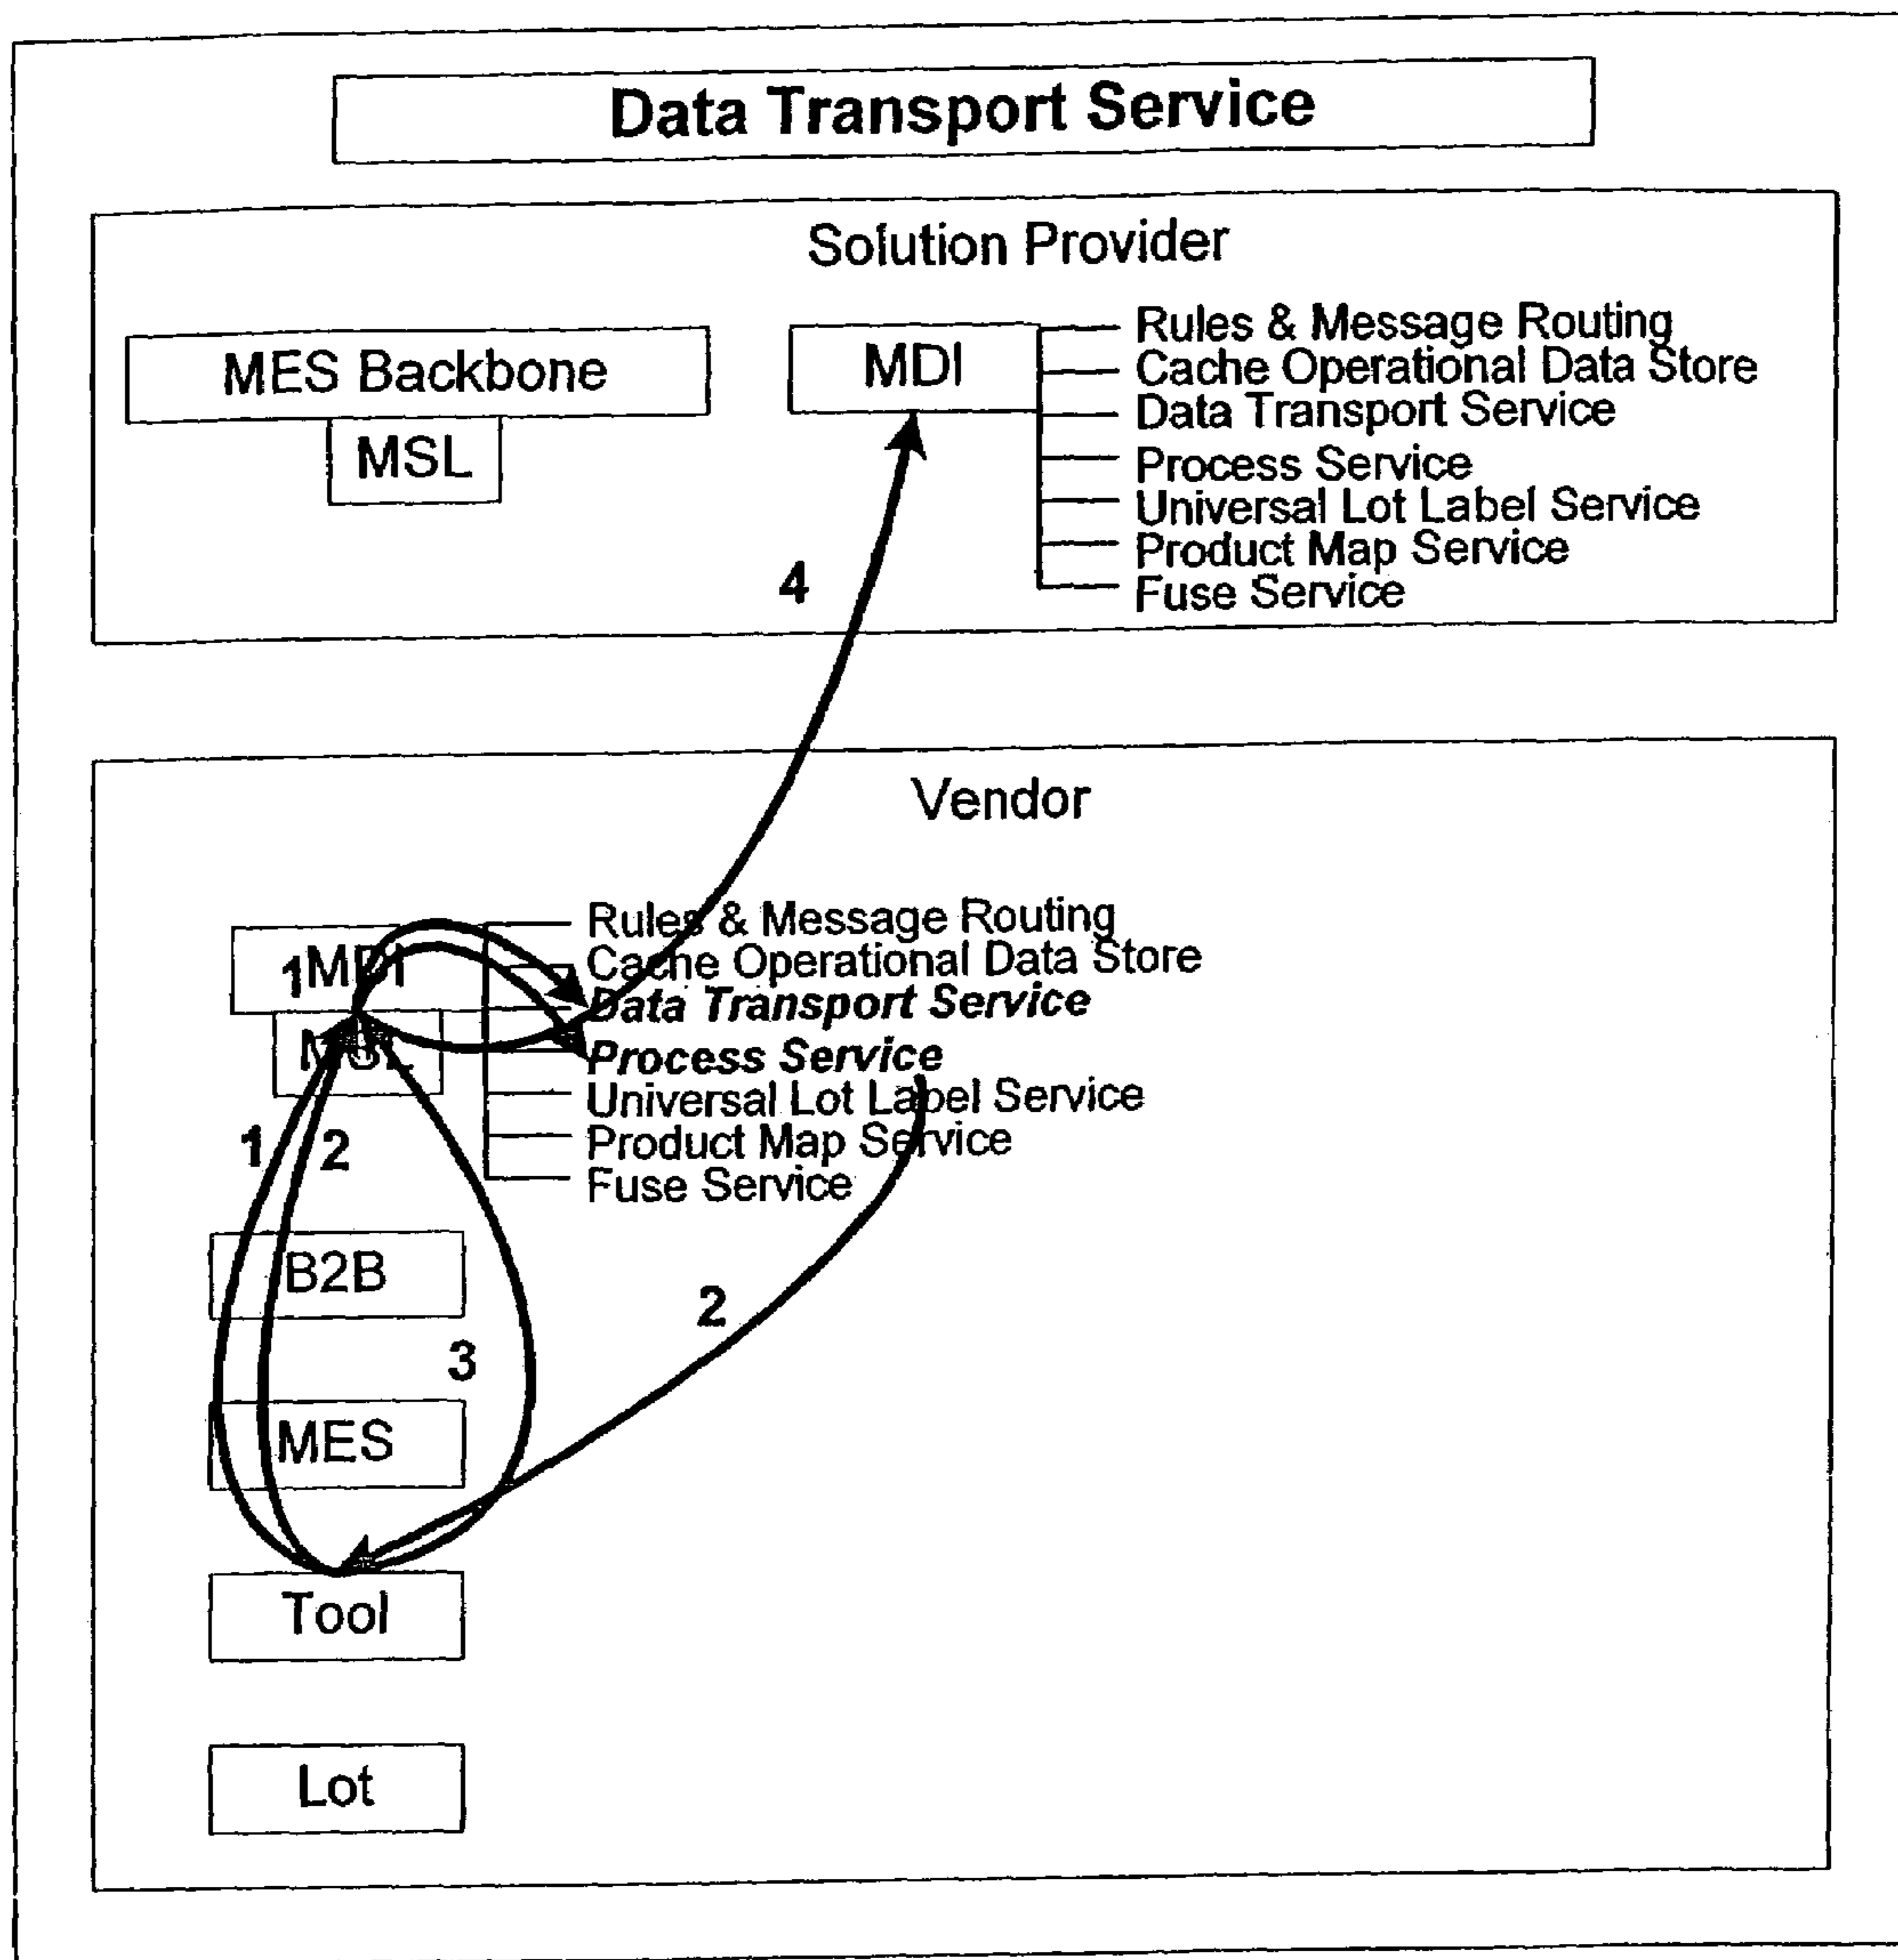 Data Transport Service
Solution Provider
MES Backbone
MSL
MDI
Rules & Message Routing
Cache Operational Data Store
Data Transport Service
Process Service
Universal Lot Label Service
Product Map Service
Fuse Service
4
Vendor
1
MDI
MSL
Rules & Message Routing
Cache Operational Data Store
Data Transport Service
Process Service
Universal Lot Label Service
Product Map Service
Fuse Service
1
2
B2B
2
3
MES
Tool
Lot